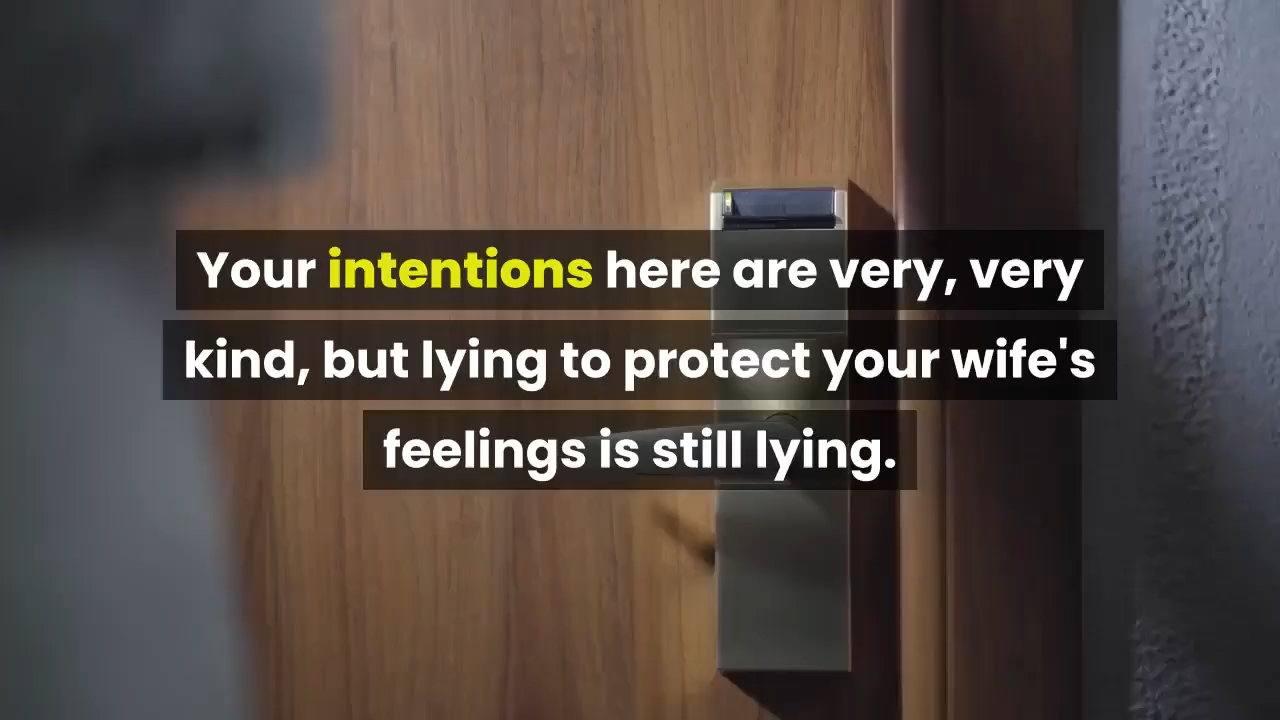 Your intentions here are very, very
kind, but lying to protect your wife's
feelings is still lying.